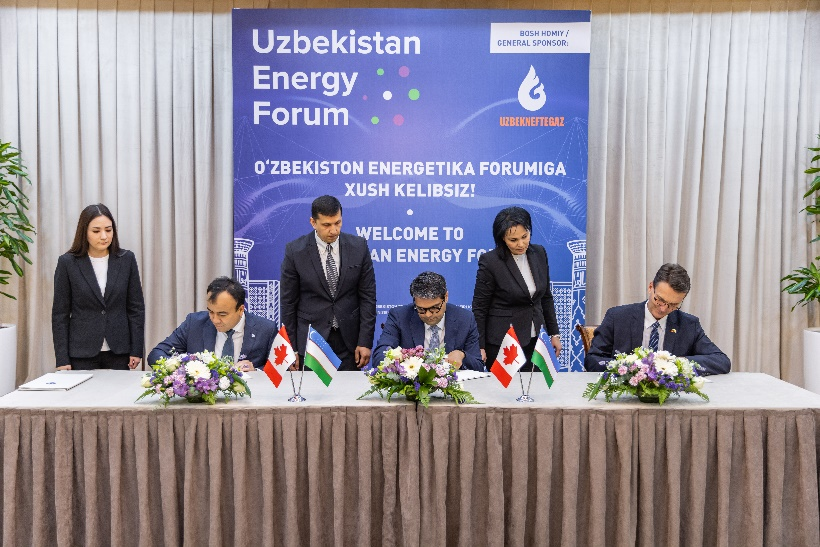 Uzbekistan
Energy
Forum
BOSH HOMIY /
GENERAL SPONSOR:
UZBEKNEFTEGAZ
O‘ZBEKISTON ENERGETIKA FORUMIGA
XUSH KELIBSIZ!
•
WELCOME TO
AN ENERGY FO